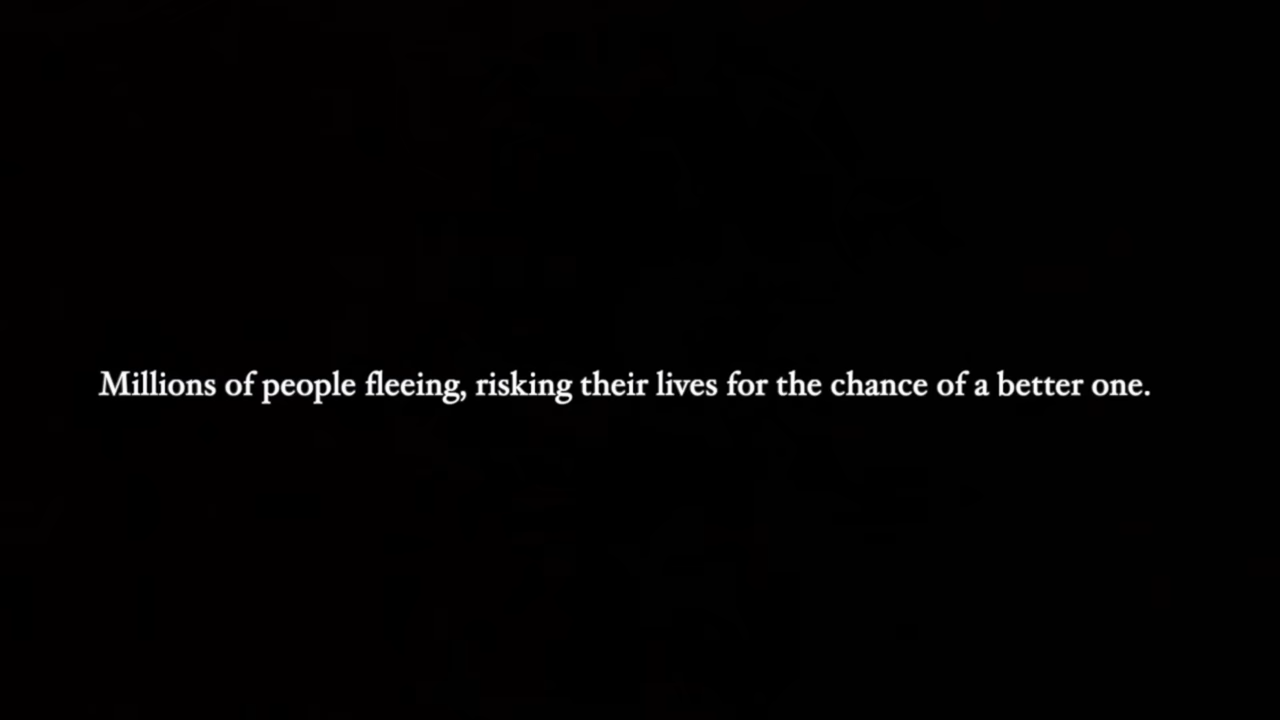 Millions of people fleeing, risking their lives for the chance of a better one.